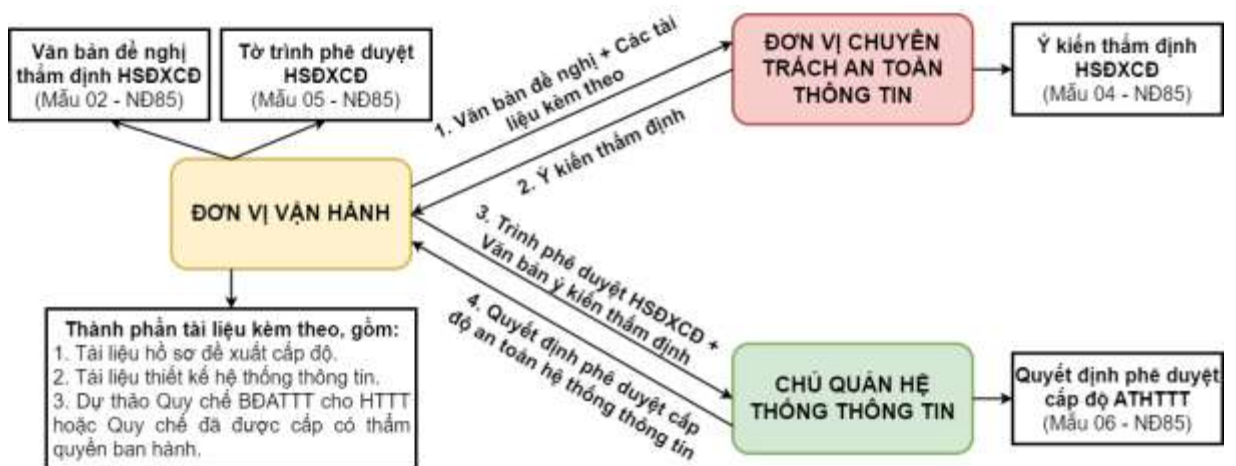 Văn bản đề nghị
thẩm định HSĐXCĐ
(Mẫu 02 - NĐ85)
Tờ trình phê duyệt
HSĐXCĐ
(Mẫu 05 - NĐ85)
1. Văn bản đề nghị + Các tài
liệu kèm theo
ĐƠN VỊ CHUYÊN
TRÁCH AN TOÀN
THÔNG TIN
Ý kiến thẩm định
HSĐXCĐ
(Mẫu 04 - NĐ85)
2. Ý kiến thẩm định
ĐƠN VỊ VẬN HÀNH
3. Trình phê duyệt HSĐXCĐ +
Văn bản ý kiến thẩm định
4. Quyết định phê duyệt cấp
độ an toàn hệ thống thông tin
Thành phần tài liệu kèm theo, gồm:
1. Tài liệu hồ sơ đề xuất cấp độ.
2. Tài liệu thiết kế hệ thống thông tin.
3. Dự thảo Quy chế BĐATTT cho HTTT
hoặc Quy chế đã được cấp có thẩm
quyền ban hành.
CHỦ QUẢN HỆ
THỐNG THÔNG TIN
Quyết định phê duyệt
cấp độ ATHTTT
(Mẫu 06 - NĐ85)